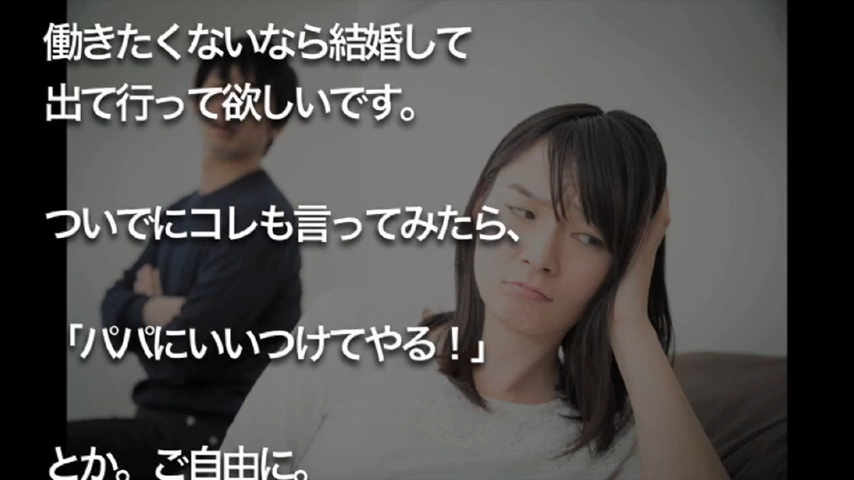 働きたくないなら結婚して
出て行って欲しいです。
ついでにコレも言ってみたら、
「パパにいいつけてやる！」
とか。ご自由に。